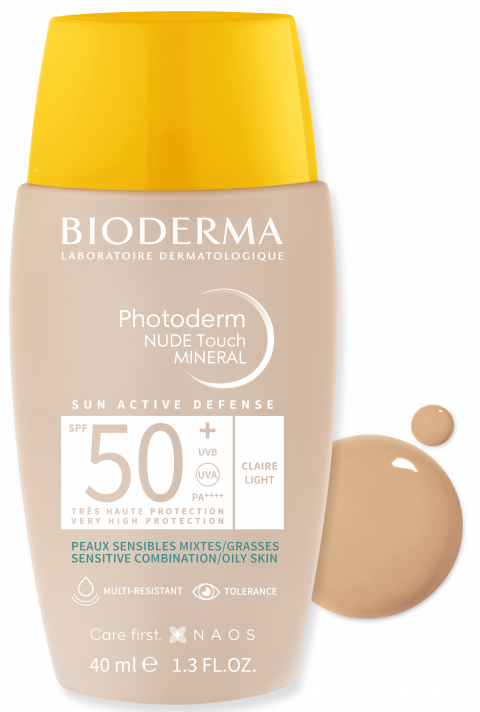 BIODERMA
LABORATOIRE DERMATOLOGIQUE
Photoderm
NUDE Touch
MINERAL
SUN ACTIVE DEFENSE
SPF 50+
UVB
UVA
PA++++
CLAIRE
LIGHT
TRÈS HAUTE PROTECTION
VERY HIGH PROTECTION
PEAUX SENSIBLES MIXTES/GRASSES
SENSITIVE COMBINATION/OILY SKIN
MULTI-RESISTANT TOLERANCE
Care first. NAOS
40 ml e 1.3 FL.OZ.